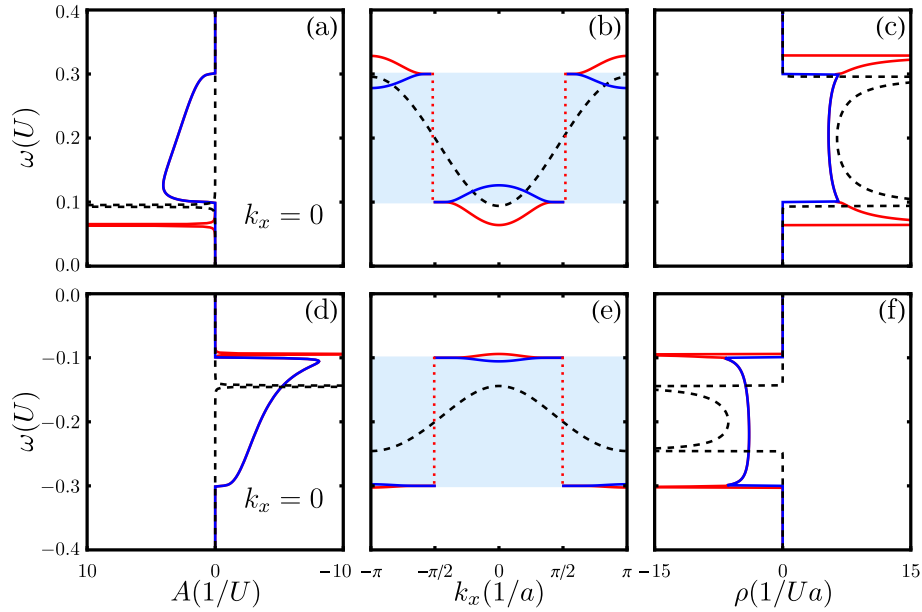 0.4 (a) (b) (c)
0.3
ω(U) 0.2
0.1
k_x = 0
0.0
0.0 (d) (e) (f)
−0.1
ω(U) −0.2
−0.3
k_x = 0
−0.4
10 0 -10 −π −π/2 0 π/2 π −15 0 15
A(1/U) k_x(1/a) ρ(1/Ua)